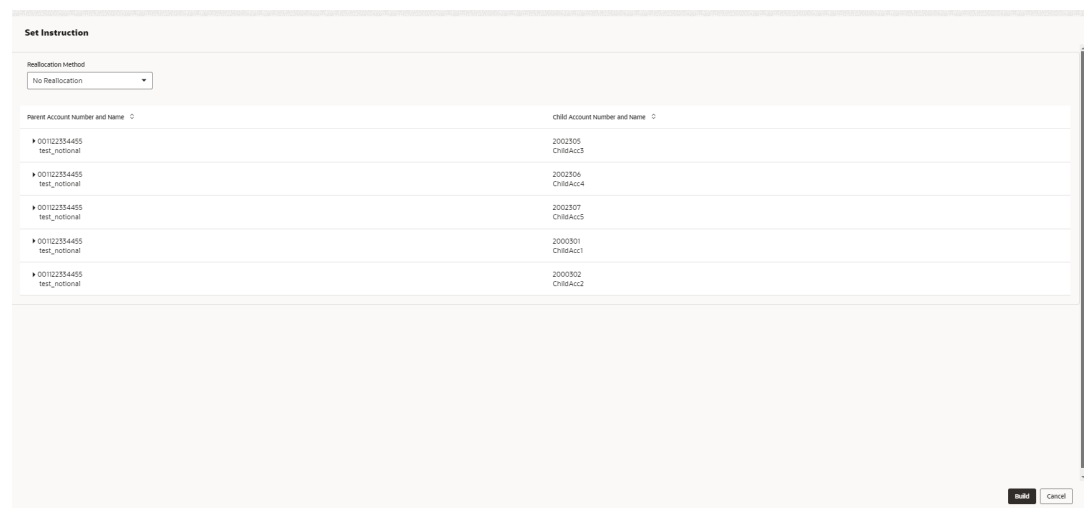 Set Instruction
Reallocation Method
No Reallocation
Parent Account Number and Name Child Account Number and Name
001122334455 2002305
test_notional ChildAcc3
001122334455 2002306
test_notional ChildAcc4
001122334455 2002307
test_notional ChildAcc5
001122334455 2000301
test_notional ChildAcc1
001122334455 2000302
test_notional ChildAcc2
Build Cancel